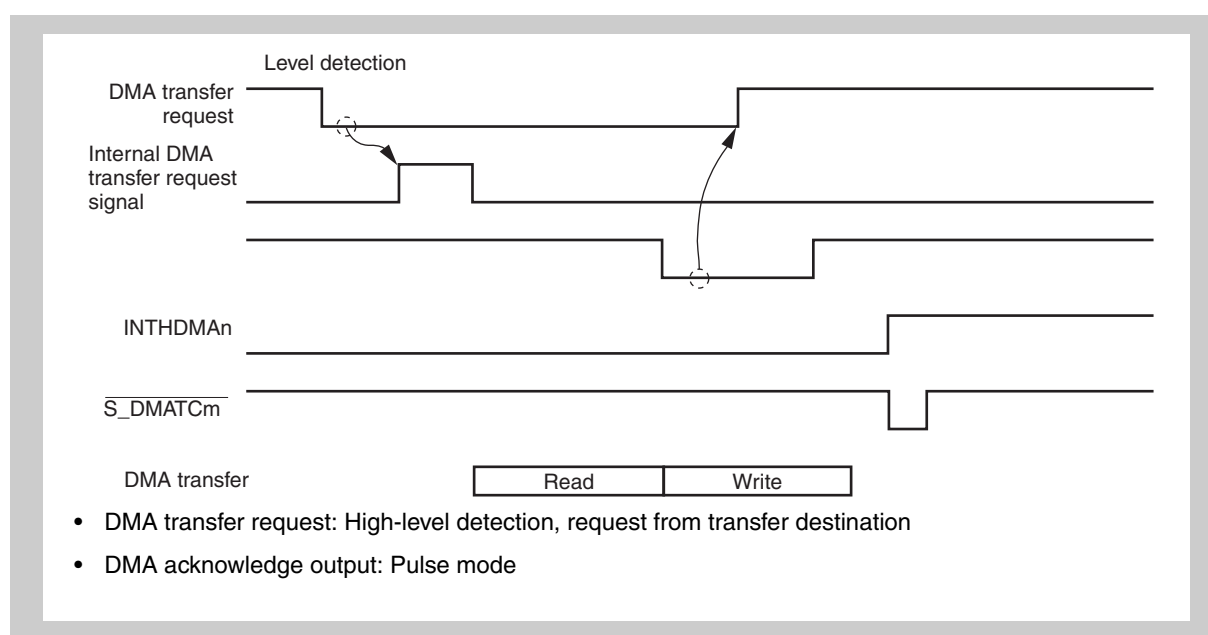 Level detection
DMA transfer
request
Internal DMA
transfer request
signal
INTHDMAn
S_DMATCm
DMA transfer
Read
Write
• DMA transfer request: High-level detection, request from transfer destination
• DMA acknowledge output: Pulse mode